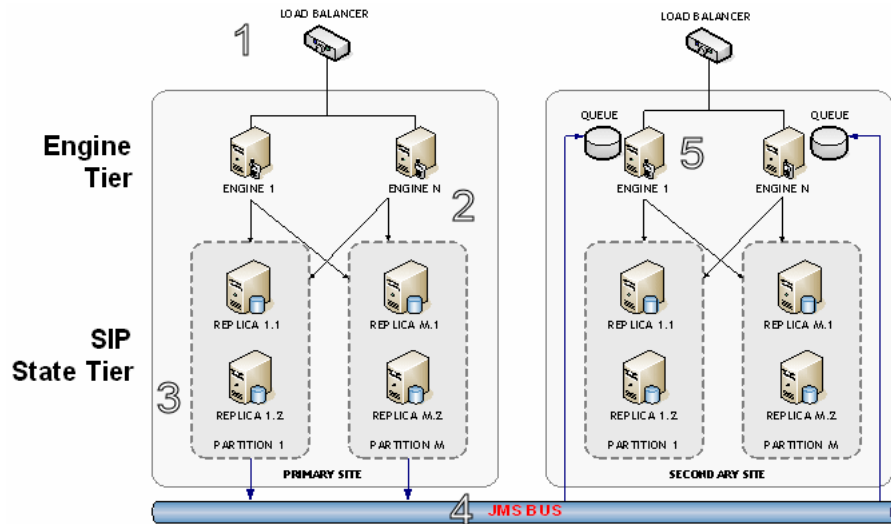 LOAD BALANCER
LOAD BALANCER
1
QUEUE
QUEUE
Engine
Tier
5
ENGINE 1
ENGINE N
ENGINE 1
ENGINE N
2
REPLICA 1.1
REPLICA M.1
REPLICA 1.1
REPLICA M.1
SIP
State Tier
3
REPLICA 1.2
REPLICA M.2
REPLICA 1.2
REPLICA M.2
PARTITION 1
PARTITION M
PARTITION 1
PARTITION M
PRIMARY SITE
SECONDARY SITE
4
JMS BUS